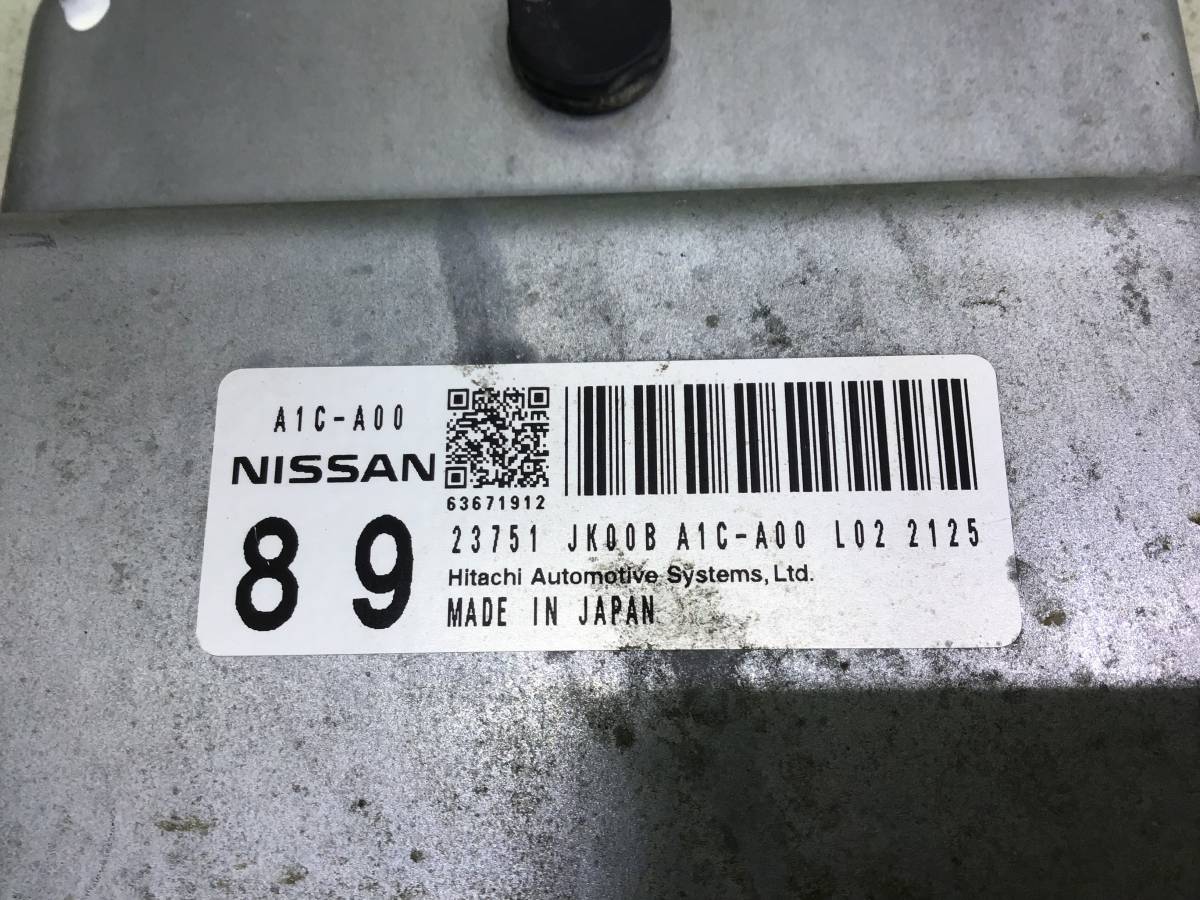 A1C-A00
NISSAN
89
63671912
23751 JK00B A1C-A00 L02 2125
Hitachi Automotive Systems, Ltd.
MADE IN JAPAN